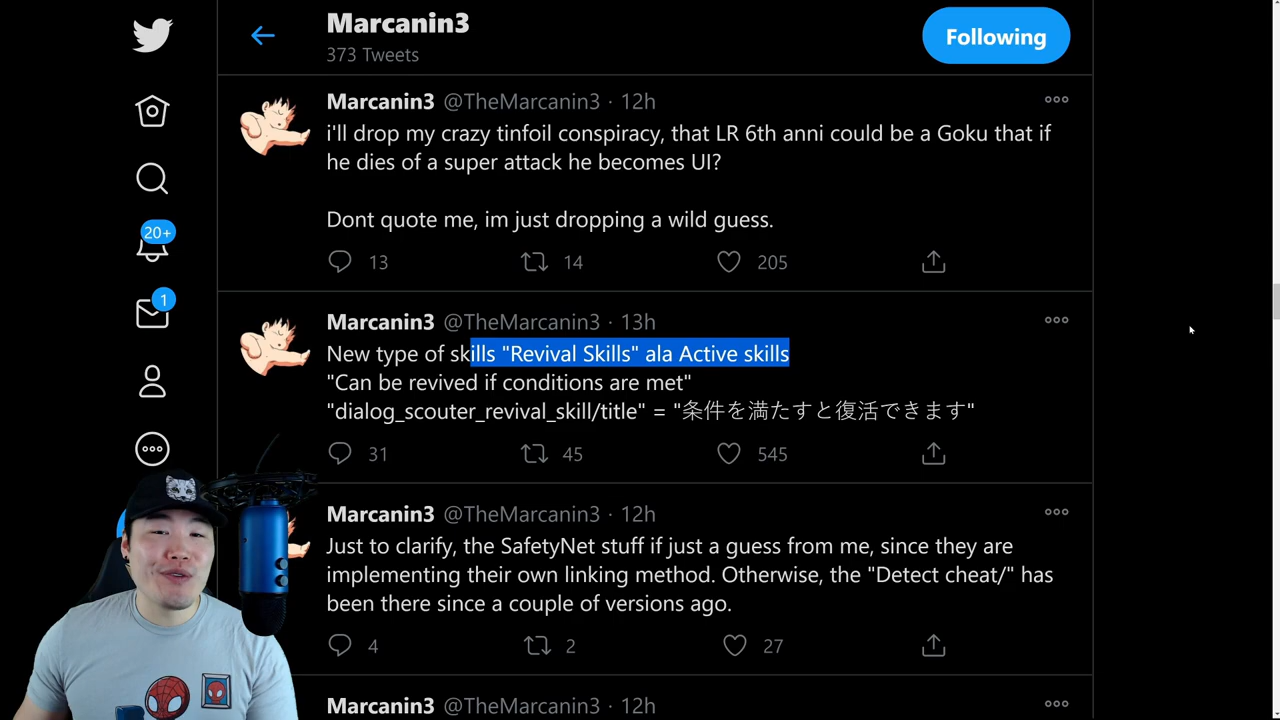 Marcanin3
373 Tweets
Following
Marcanin3 @TheMarcanin3 · 12h
i'll drop my crazy tinfoil conspiracy, that LR 6th anni could be a Goku that if
he dies of a super attack he becomes UI?
Dont quote me, im just dropping a wild guess.
13 14 205
20+
Marcanin3 @TheMarcanin3 · 13h
1
New type of skills "Revival Skills" ala Active skills
"Can be revived if conditions are met"
"dialog_scouter_revival_skill/title" = "条件を満たすと復活できます"
31 45 545
Marcanin3 @TheMarcanin3 · 12h
Just to clarify, the SafetyNet stuff if just a guess from me, since they are
implementing their own linking method. Otherwise, the "Detect cheat/" has
been there since a couple of versions ago.
4 2 27
Marcanin3 @TheMarcanin3 · 12h